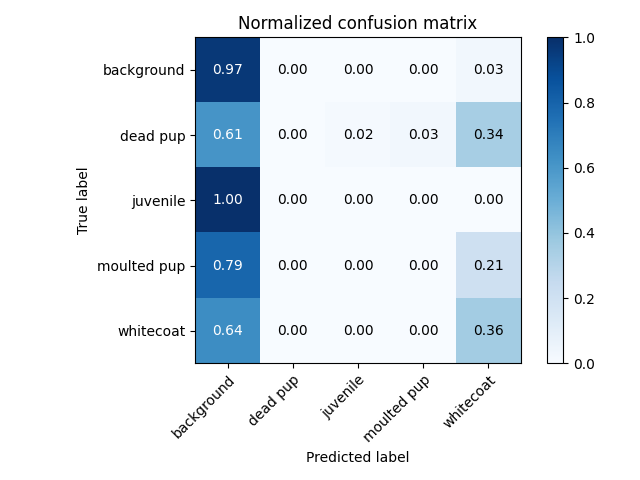 Normalized confusion matrix
True label
background 0.97 0.00 0.00 0.00 0.03
dead pup 0.61 0.00 0.02 0.03 0.34
juvenile 1.00 0.00 0.00 0.00 0.00
moulted pup 0.79 0.00 0.00 0.00 0.21
whitecoat 0.64 0.00 0.00 0.00 0.36
background dead pup juvenile moulted pup whitecoat
Predicted label
1.0
0.8
0.6
0.4
0.2
0.0